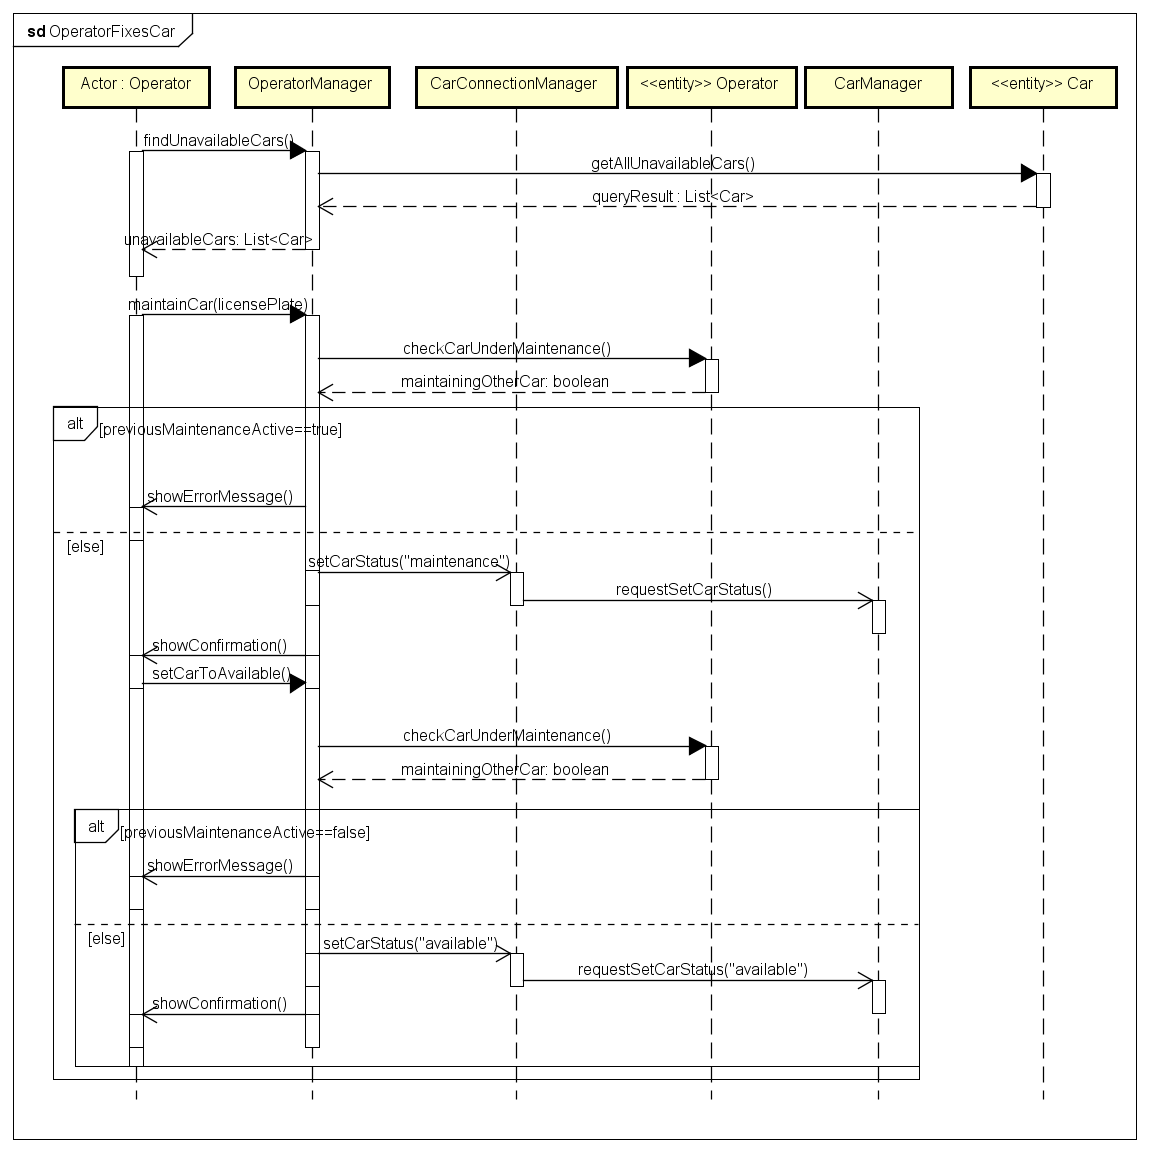 sd OperatorFixesCar
Actor : Operator
OperatorManager
CarConnectionManager
<<entity>> Operator
CarManager
<<entity>> Car
findUnavailableCars()
getAllUnavailableCars()
queryResult : List<Car>
unavailableCars: List<Car>
maintainCar(licensePlate)
checkCarUnderMaintenance()
maintainingOtherCar: boolean
alt
[previousMaintenanceActive==true]
showErrorMessage()
[else]
setCarStatus("maintenance")
requestSetCarStatus()
showConfirmation()
setCarToAvailable()
checkCarUnderMaintenance()
maintainingOtherCar: boolean
alt
[previousMaintenanceActive==false]
showErrorMessage()
[else]
setCarStatus("available")
requestSetCarStatus("available")
showConfirmation()